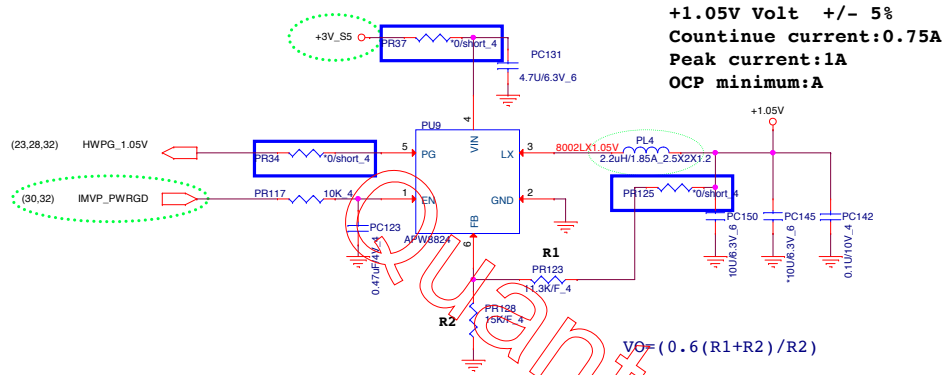 +1.05V Volt +/- 5%
Countinue current:0.75A
Peak current:1A
OCP minimum:A
+3V_S5
PR37
*0/short_4
PC131
4.7U/6.3V_6
+1.05V
PU9
4
VIN
(23,28,32)
HWPG_1.05V
PR34
*0/short_4
5
PG
LX
3
8002LX1.05V
PL4
2.2uH/1.85A_2.5X2X1.2
(30,32)
IMVP_PWRGD
PR117
10K_4
1
EN
GND
2
PR125
*0/short_4
PC123
0.47uF/4V_4
FB
APW8824
6
PC150
10U/6.3V_6
PC145
*10U/6.3V_6
PC142
0.1U/10V_4
R1
PR123
11.3K/F_4
R2
PR128
15K/F_4
VO=(0.6(R1+R2)/R2)
Quant